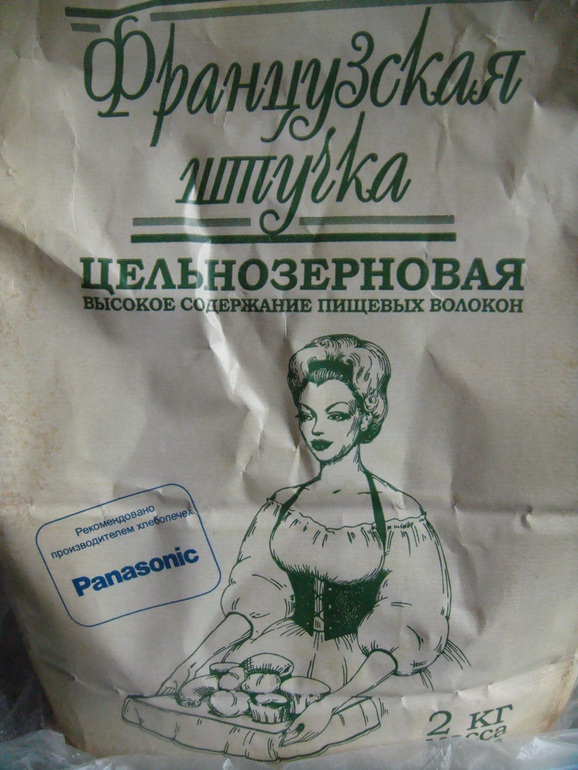 Французская
штучка
ЦЕЛЬНОЗЕРНОВАЯ
ВЫСОКОЕ СОДЕРЖАНИЕ ПИЩЕВЫХ ВОЛОКОН
Рекомендовано
производителем хлебопечек
Panasonic
2 кг